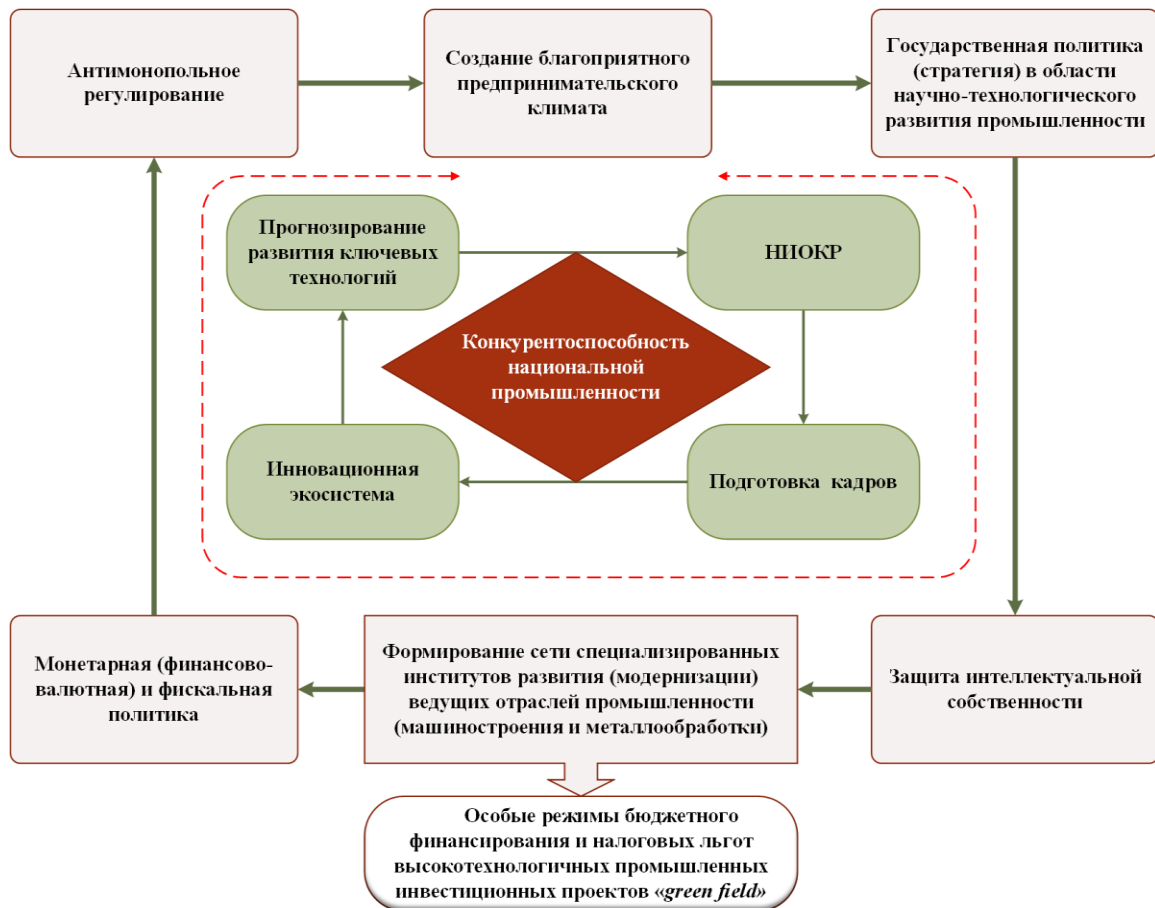 Антимонопольное
регулирование
Создание благоприятного
предпринимательского
климата
Государственная политика
(стратегия) в области
научно-технологического
развития промышленности
Прогнозирование
развития ключевых
технологий
НИОКР
Конкурентоспособность
национальной
промышленности
Инновационная
экосистема
Подготовка кадров
Монетарная (финансово-
валютная) и фискальная
политика
Формирование сети специализированных
институтов развития (модернизации)
ведущих отраслей промышленности
(машиностроения и металлообработки)
Защита интеллектуальной
собственности
Особые режимы бюджетного
финансирования и налоговых льгот
высокотехнологичных промышленных
инвестиционных проектов «green field»